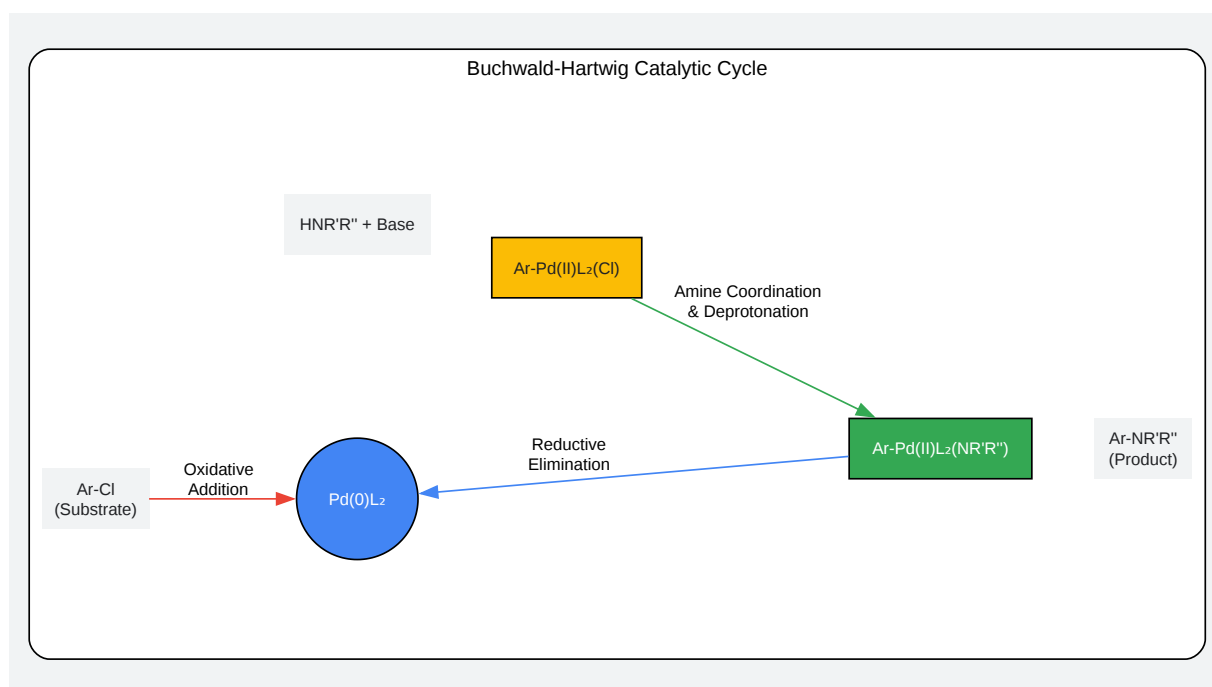 Buchwald-Hartwig Catalytic Cycle
HNR'R" + Base
Ar-Pd(II)L₂(Cl)
Amine Coordination
& Deprotonation
Reductive
Elimination
Ar-Pd(II)L₂(NR'R")
Ar-NR'R"
(Product)
Oxidative
Addition
Ar-Cl
(Substrate)
Pd(0)L₂